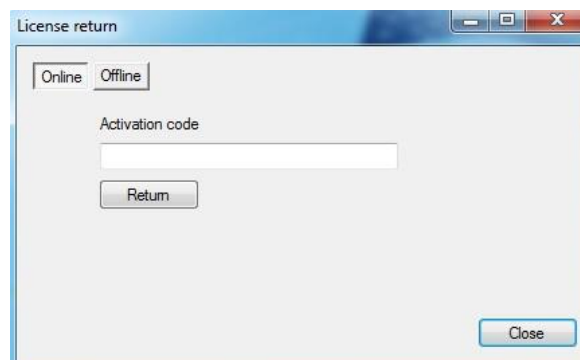 License return
Online Offline
Activation code
Return
Close